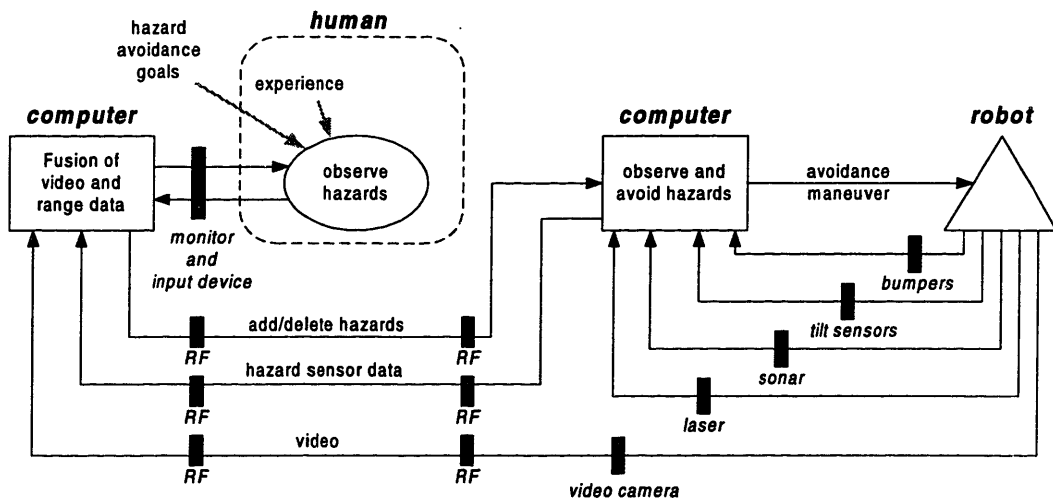 human
hazard
avoidance
goals
experience
computer
computer
robot
Fusion of
video and
range data
observe
hazards
observe and
avoid hazards
avoidance
maneuver
monitor
and
input device
bumpers
add/delete hazards
tilt sensors
RF
RF
hazard sensor data
sonar
RF
RF
laser
video
RF
RF
video camera